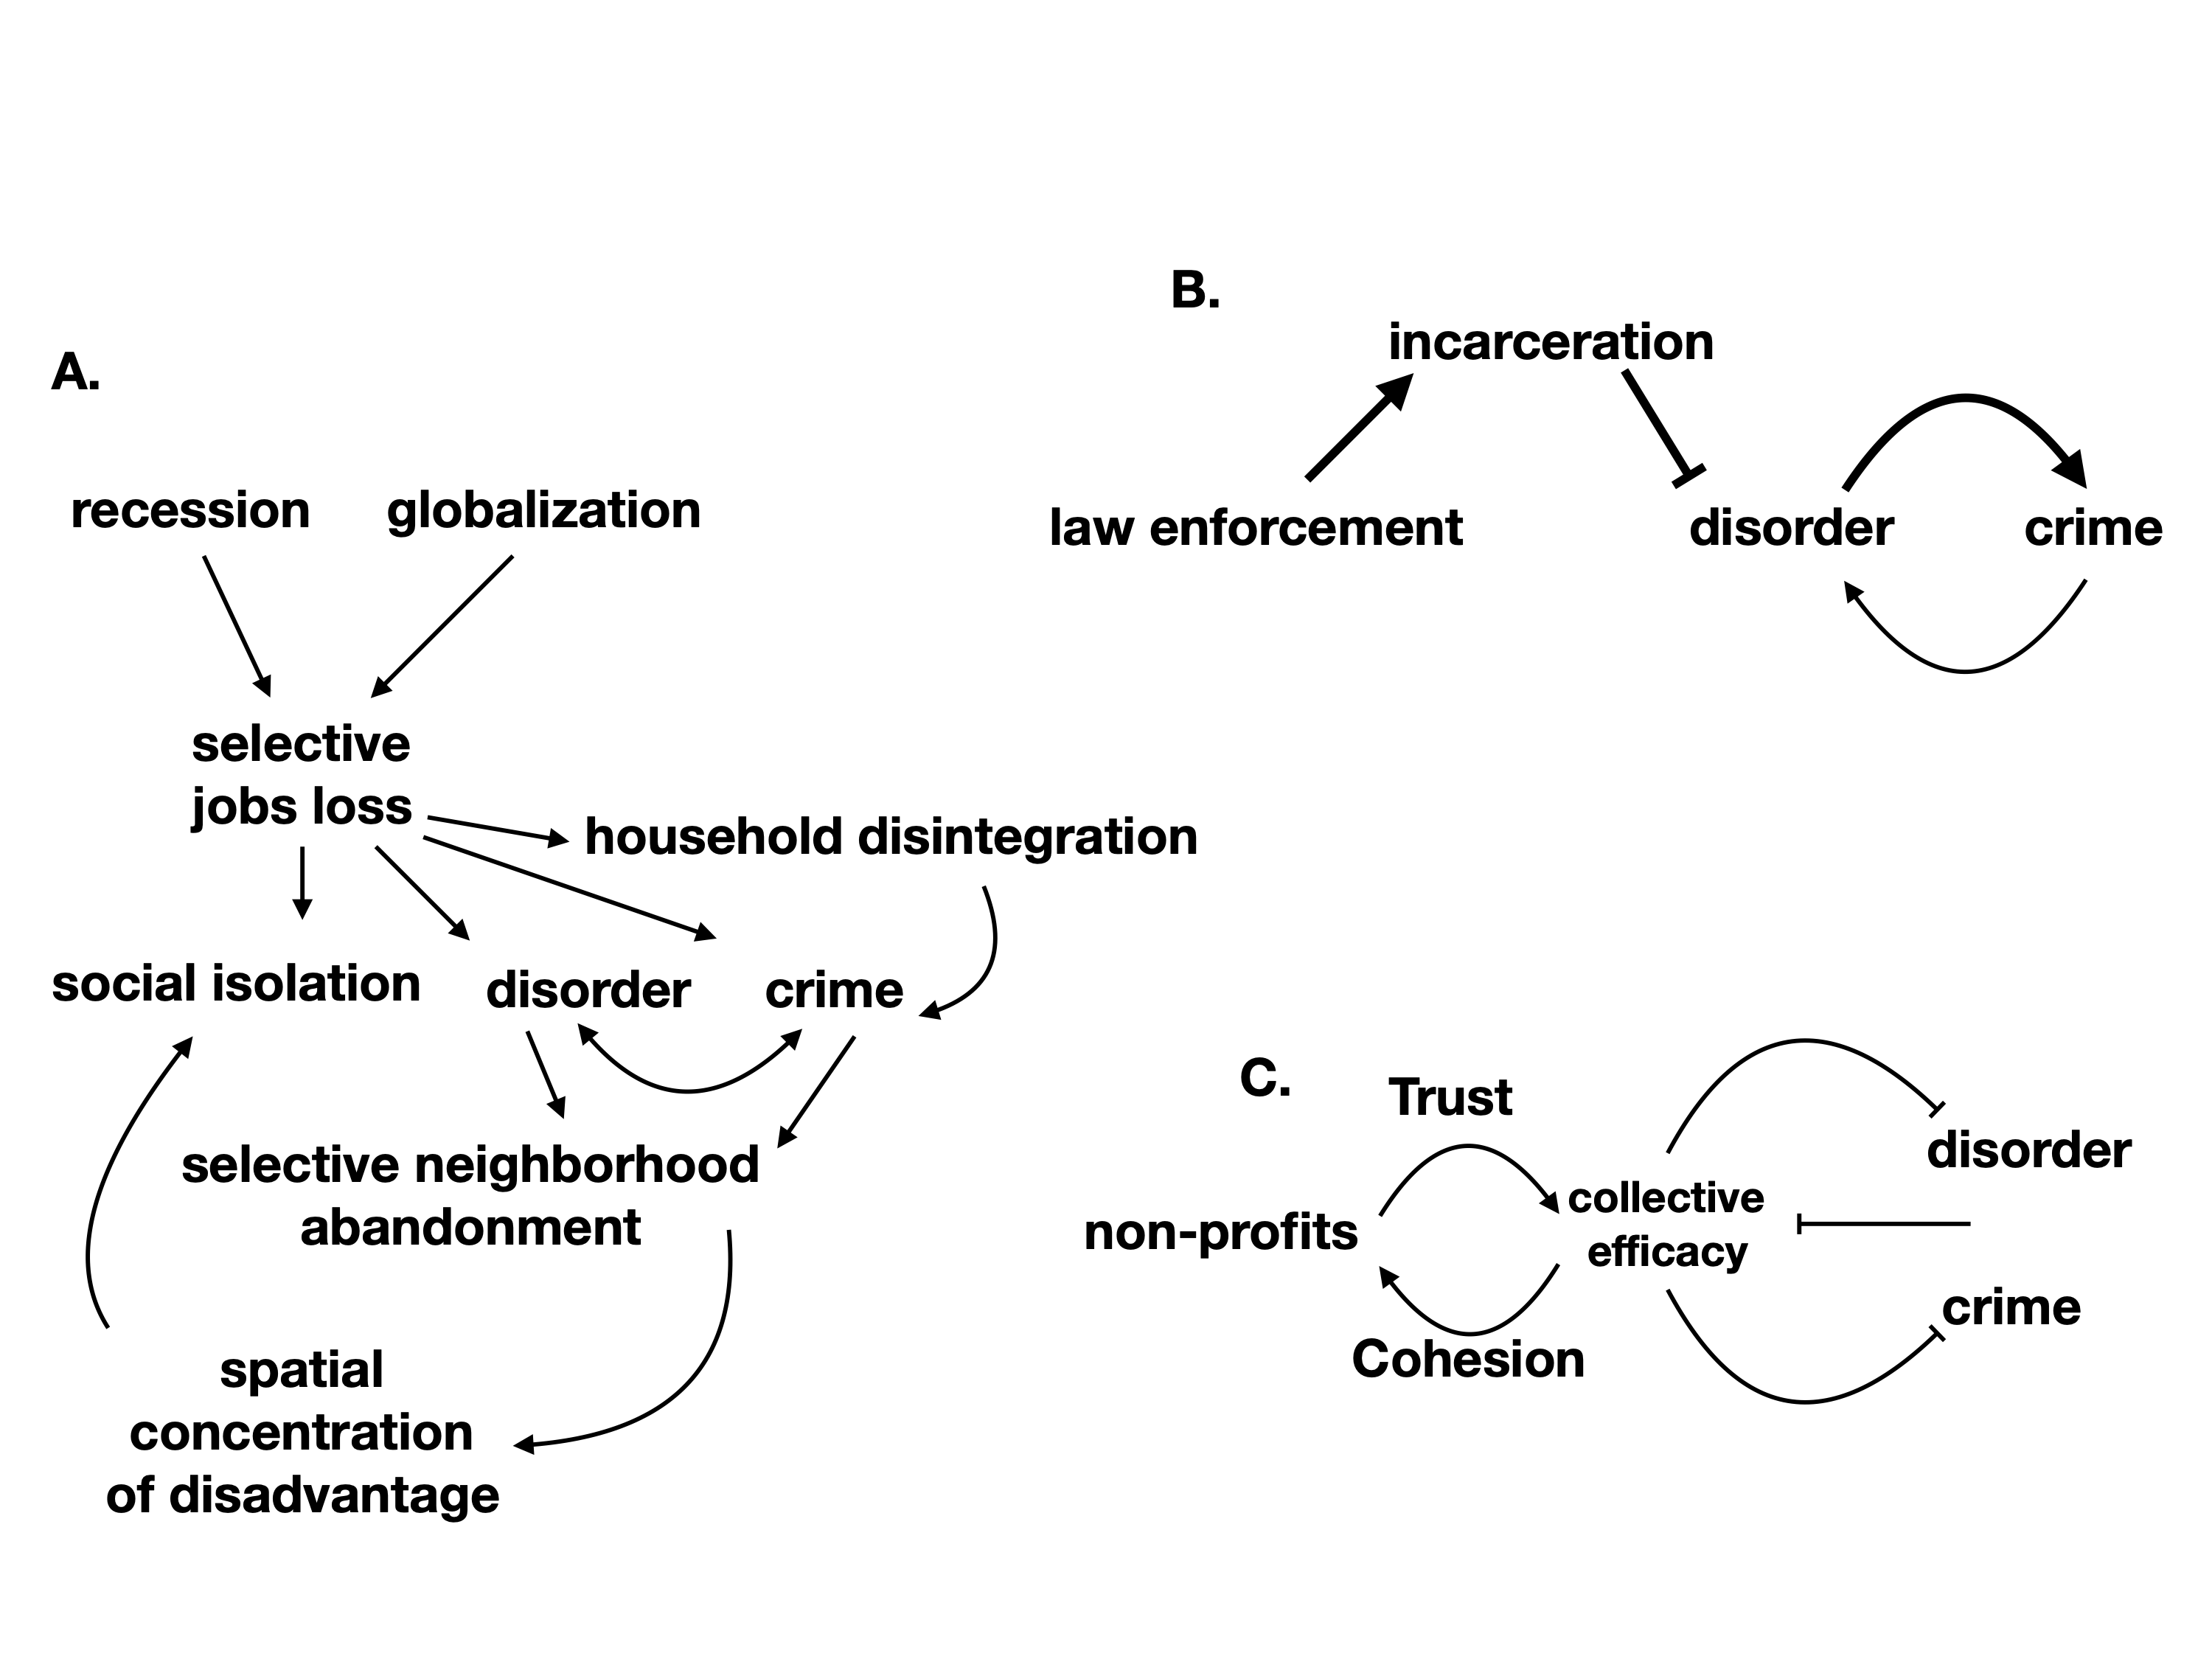 A.
recession
globalization
selective
jobs loss
household disintegration
social isolation
disorder
crime
selective neighborhood
abandonment
spatial
concentration
of disadvantage
B.
incarceration
law enforcement
disorder
crime
C.
Trust
non-profits
collective
efficacy
Cohesion
disorder
crime